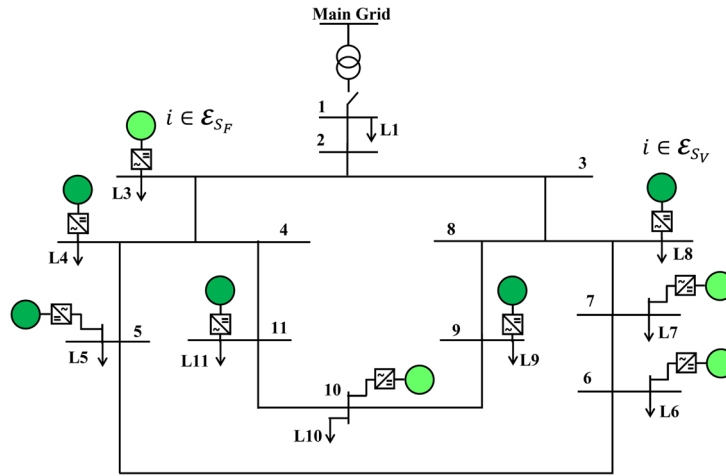 Main Grid
1
L1
2
i ∈ 𝓔_{S_F}
i ∈ 𝓔_{S_V}
3
L3
4
8
L4
L8
7
L7
5
L5
11
L11
9
L9
6
L6
10
L10